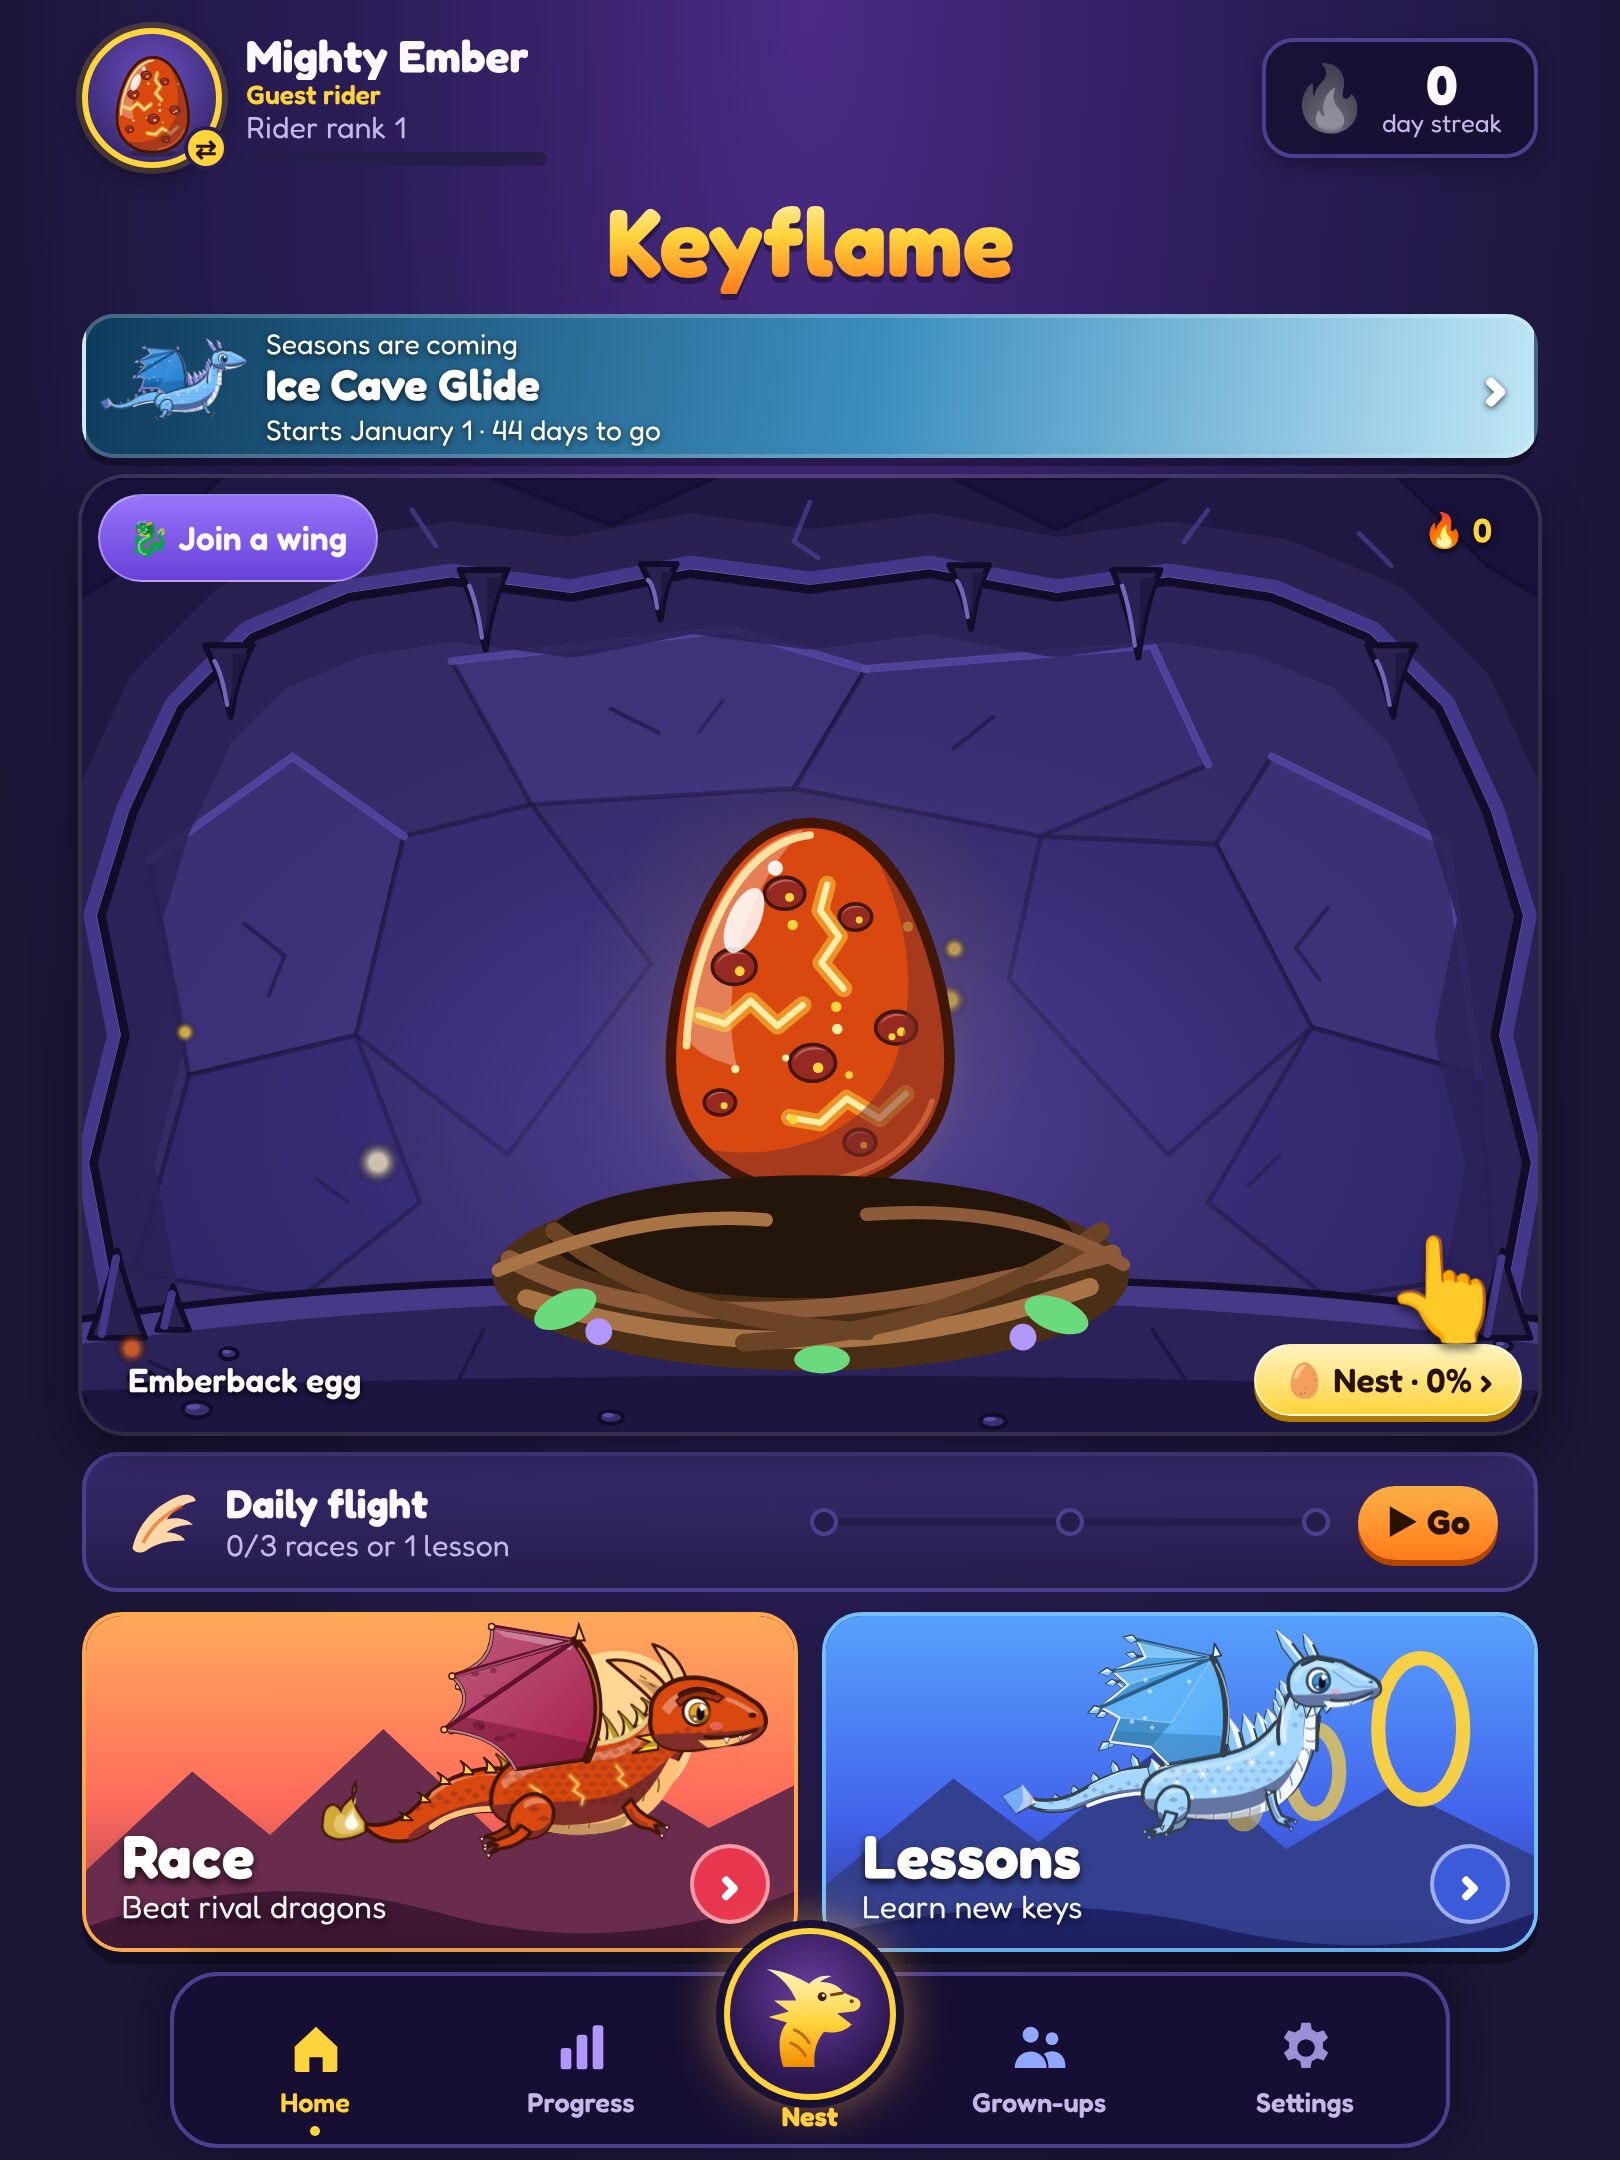 Mighty Ember
Guest rider
Rider rank 1
0
day streak
Keyflame
Seasons are coming
Ice Cave Glide
Starts January 1 · 44 days to go
Join a wing
0
Emberback egg
Nest · 0% ›
Daily flight
0/3 races or 1 lesson
Go
Race
Beat rival dragons
Lessons
Learn new keys
Home
Progress
Nest
Grown-ups
Settings